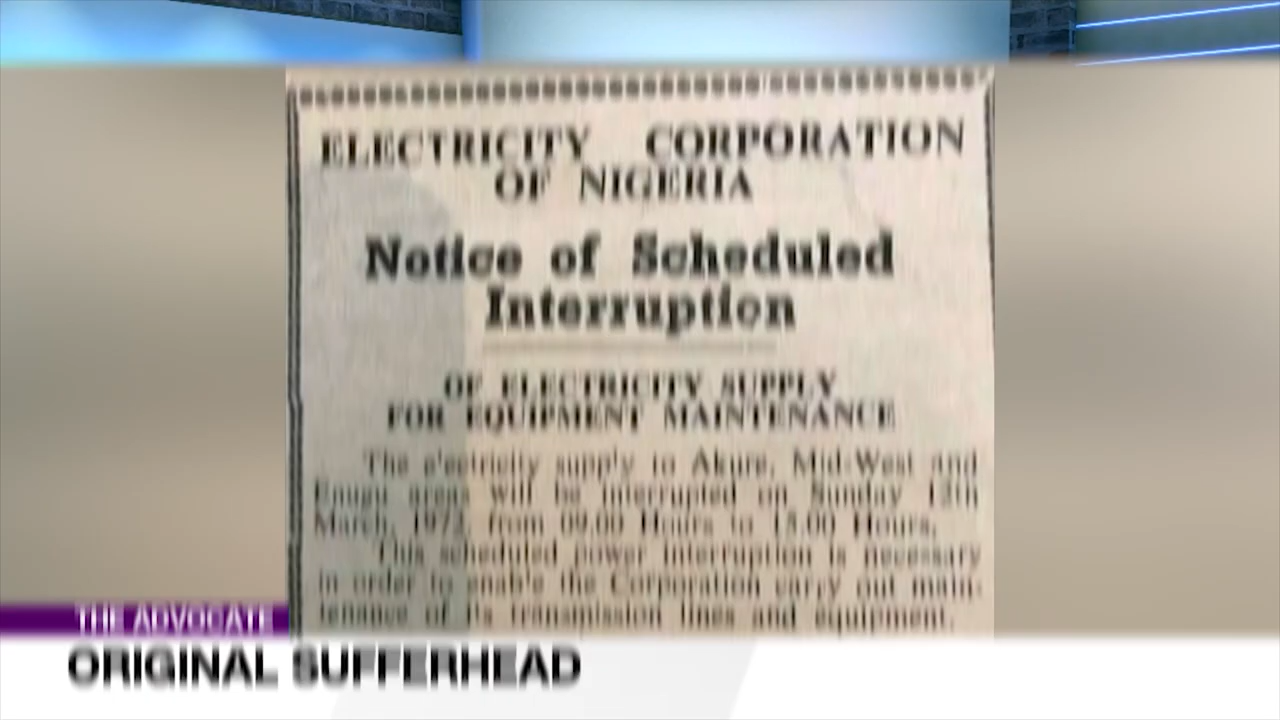 ELECTRICITY CORPORATION
OF NIGERIA
Notice of Scheduled
Interruption
OF ELECTRICITY SUPPLY
FOR EQUIPMENT MAINTENANCE
The electricity supply to Akure, Mid-West and
Enugu areas will be interrupted on Sunday 12th
March, 1972 from 09.00 Hours to Hours.
This scheduled power interruption is necessary
in order to enable the Corporation carry out main-
tenance of its transmission lines and equipment.
THE ADVOCATE
ORIGINAL SUFFERHEAD